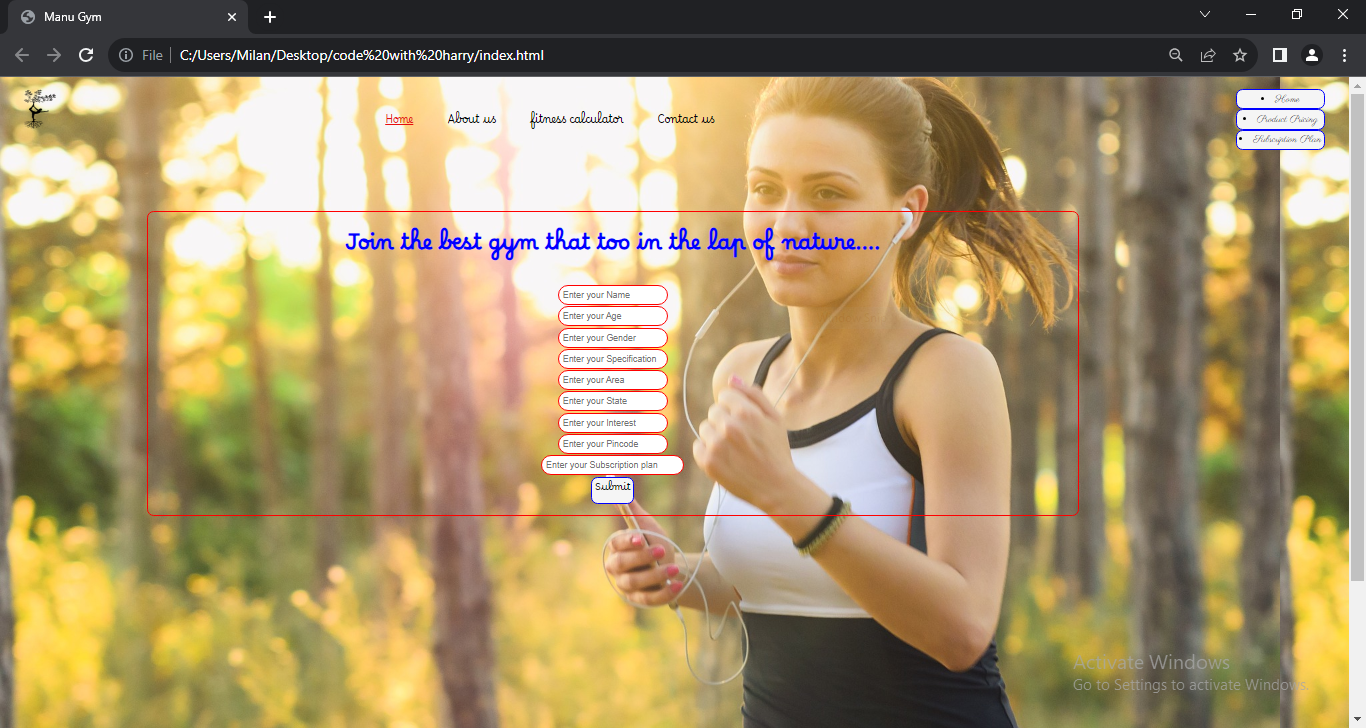 Manu Gym
File
C:/Users/Milan/Desktop/code%20with%20harry/index.html
Home About us fitness calculator Contact us
• Home
• Product Pricing
• Subscription Plan
Join the best gym that too in the lap of nature....
Enter your Name
Enter your Age
Enter your Gender
Enter your Specification
Enter your Area
Enter your State
Enter your Interest
Enter your Pincode
Enter your Subscription plan
Submit
Activate Windows
Go to Settings to activate Windows.